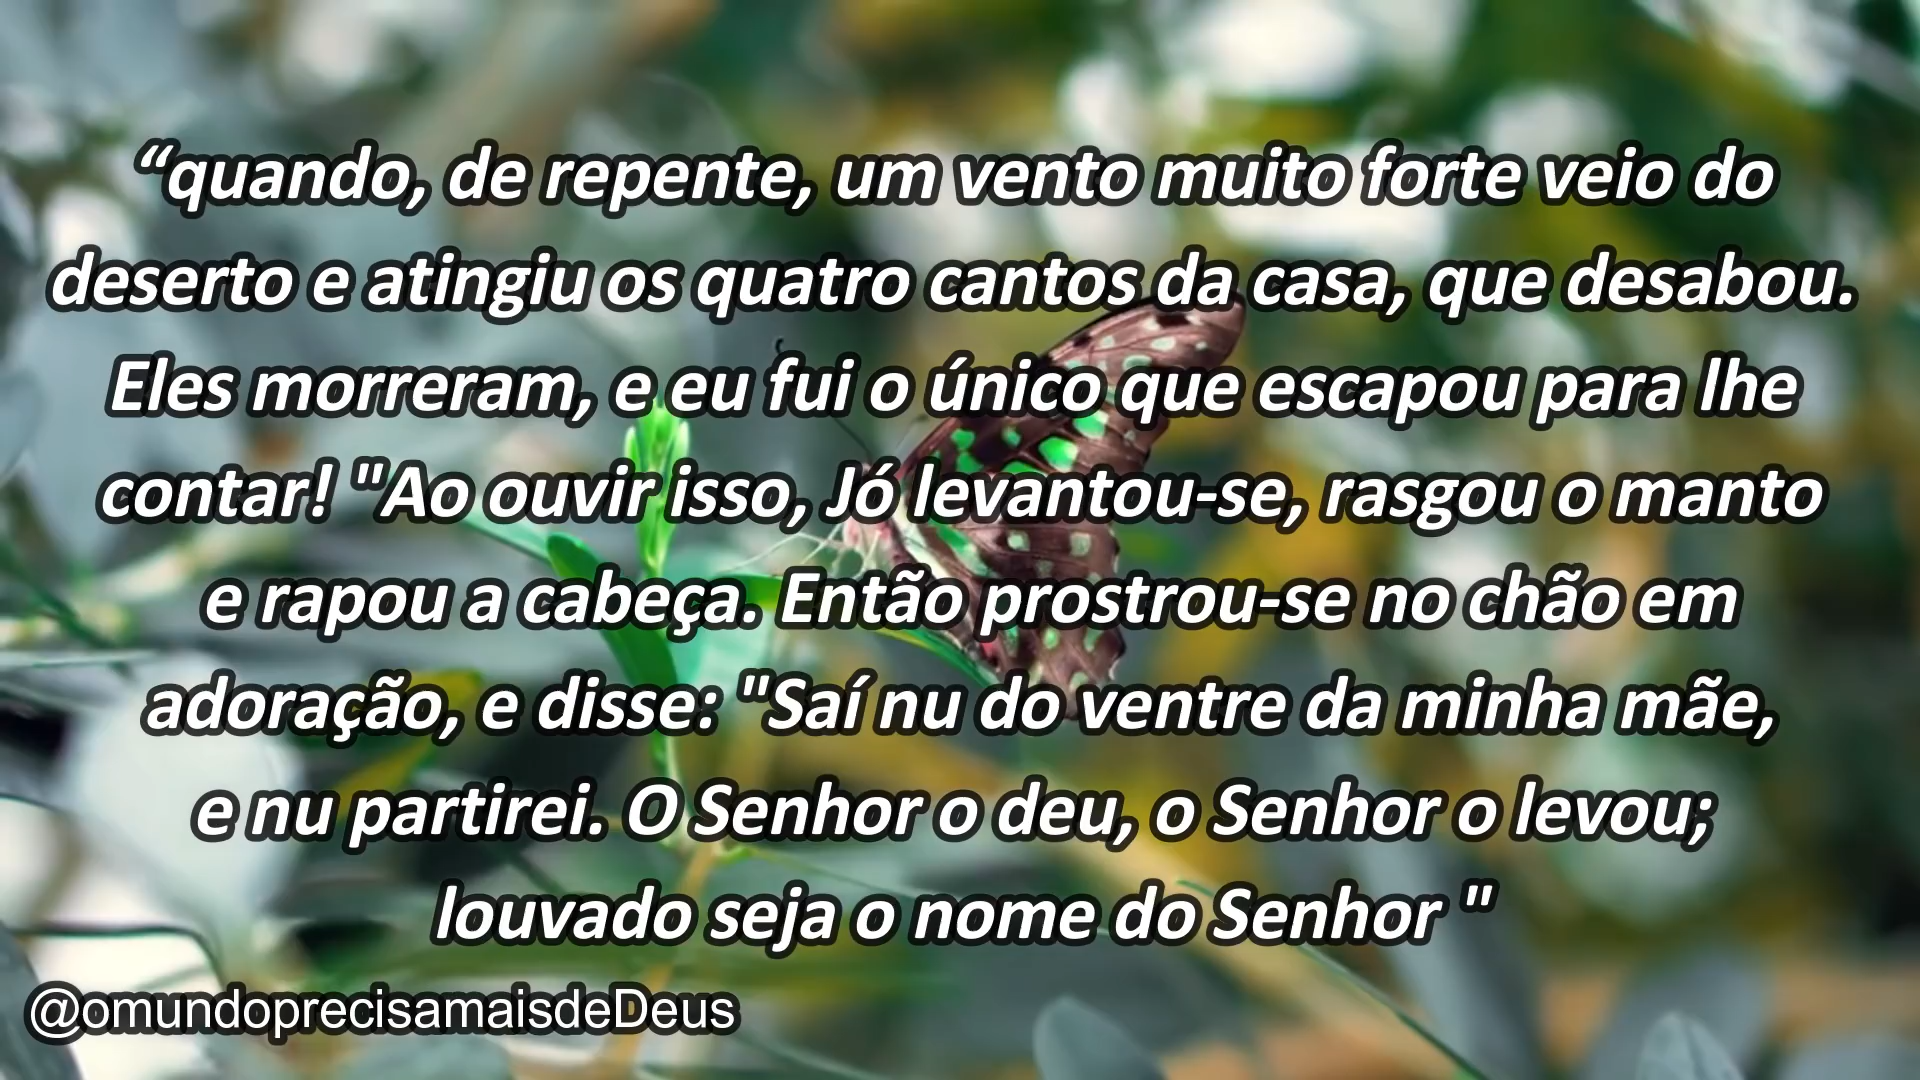 “quando, de repente, um vento muito forte veio do
deserto e atingiu os quatro cantos da casa, que desabou.
Eles morreram, e eu fui o único que escapou para lhe
contar! "Ao ouvir isso, Jó levantou-se, rasgou o manto
e rapou a cabeça. Então prostrou-se no chão em
adoração, e disse: "Saí nu do ventre da minha mãe,
e nu partirei. O Senhor o deu, o Senhor o levou;
louvado seja o nome do Senhor "
@omundoprecisamaisdeDeus